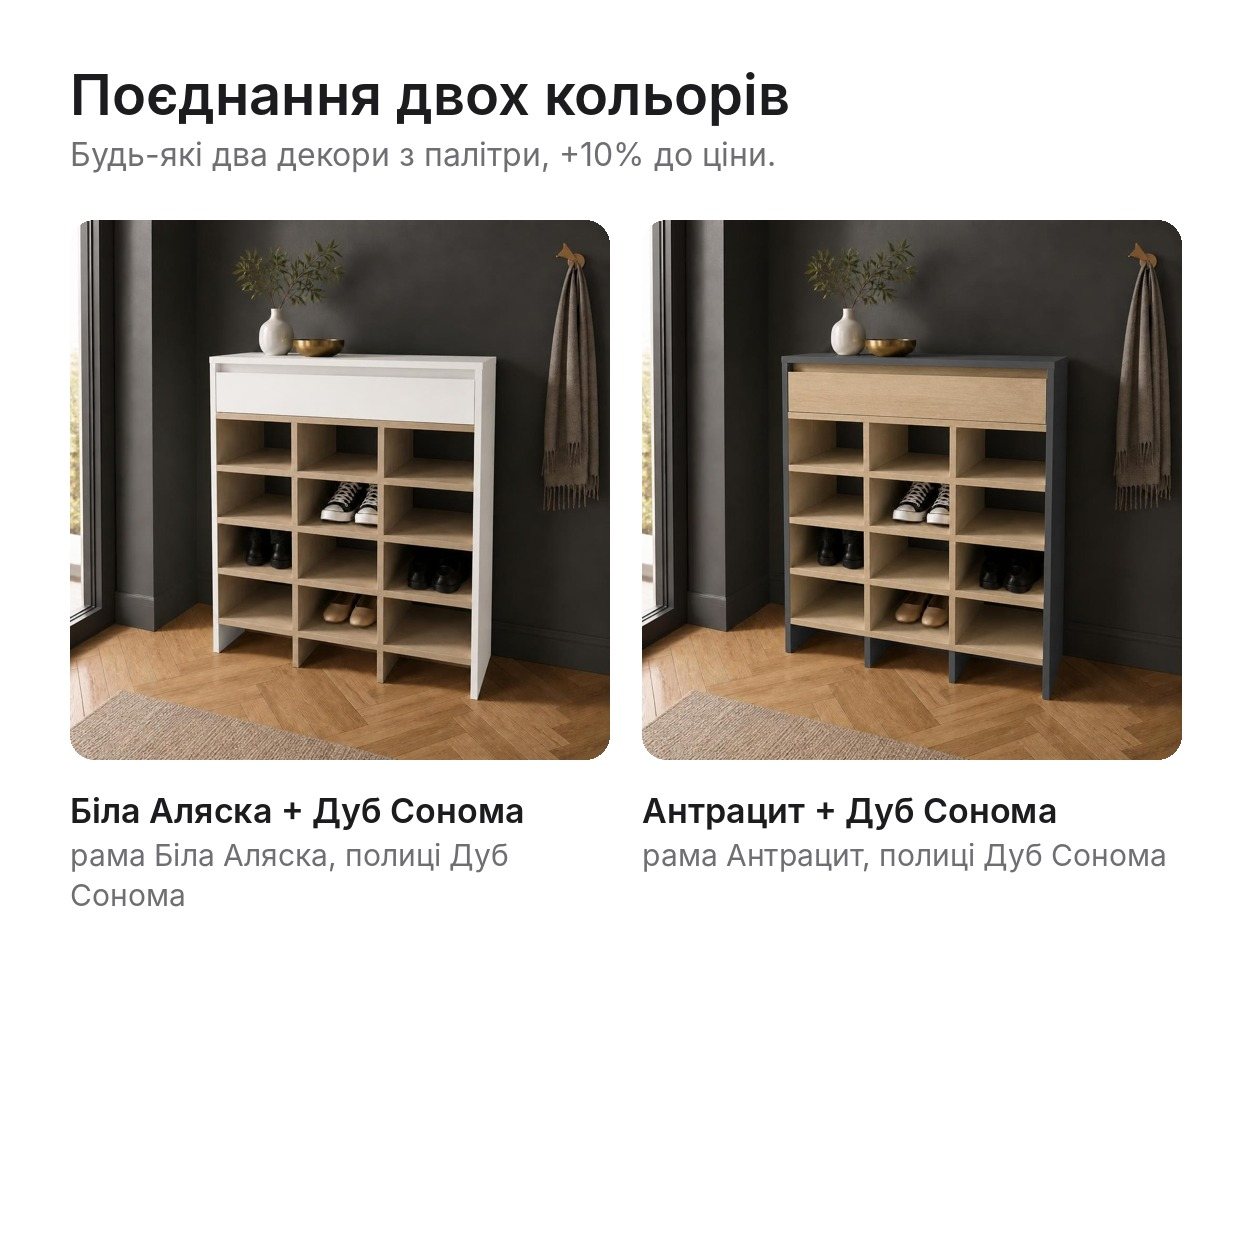 Поєднання двох кольорів
Будь-які два декори з палітри, +10% до ціни.
Біла Аляска + Дуб Сонома
рама Біла Аляска, полиці Дуб
Сонома
Антрацит + Дуб Сонома
рама Антрацит, полиці Дуб Сонома